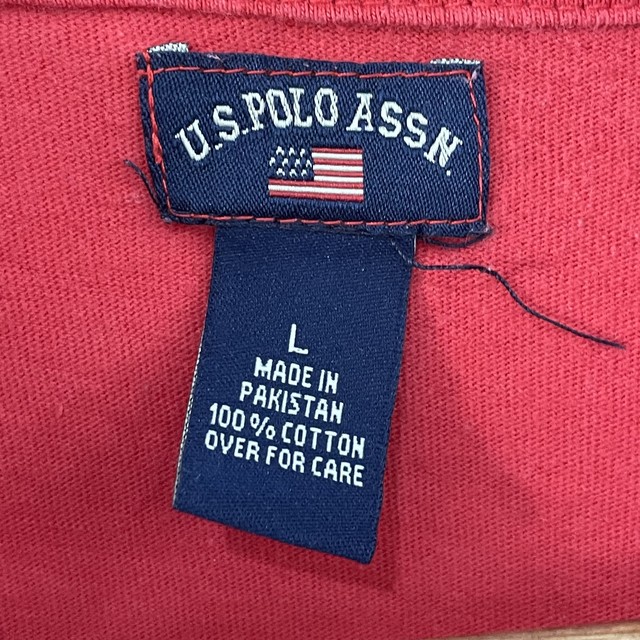 U.S. POLO ASSN.
L
MADE IN
PAKISTAN
100% COTTON
OVER FOR CARE